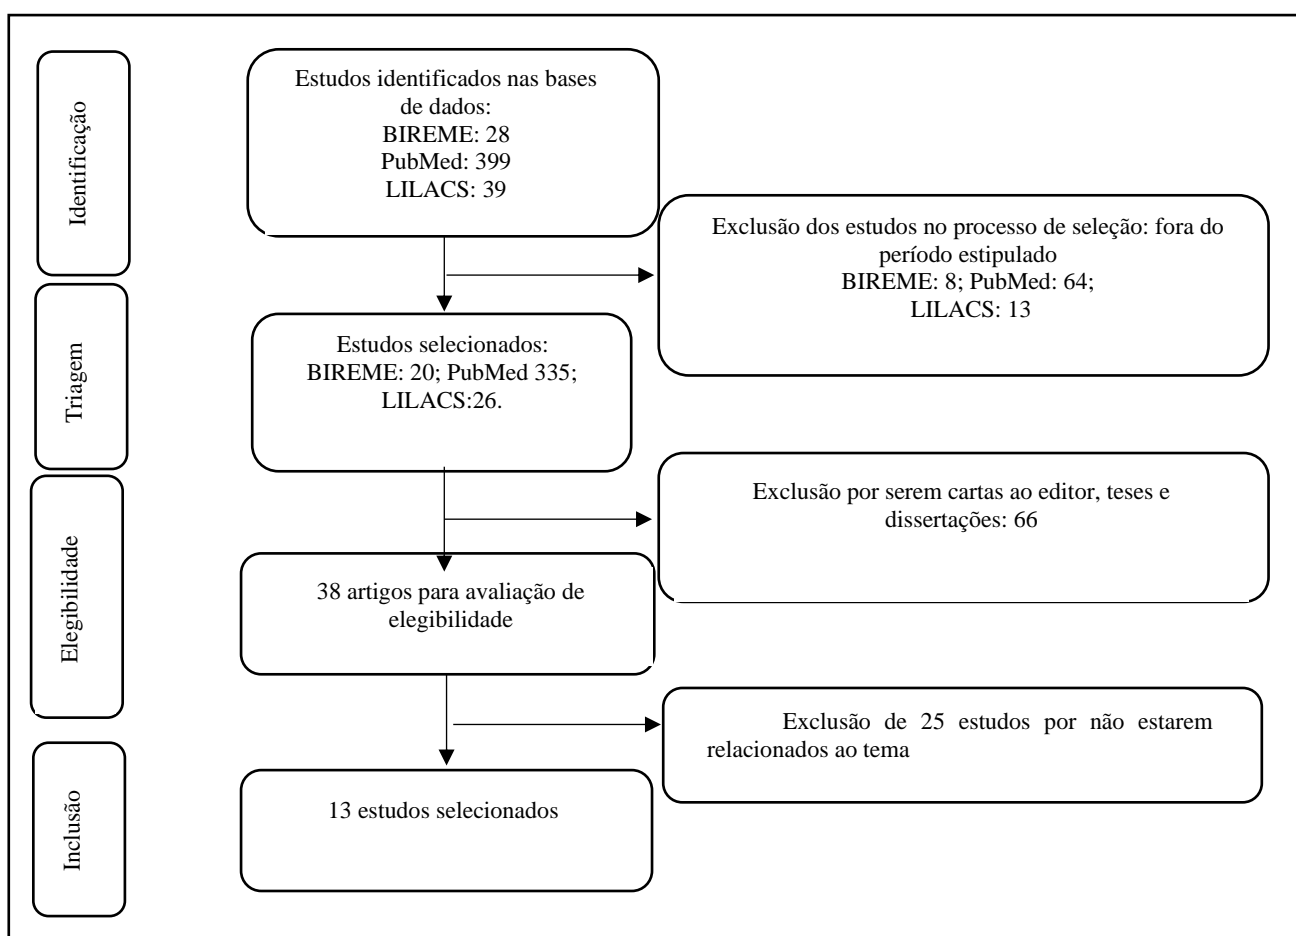 Identificação
Estudos identificados nas bases
de dados:
BIREME: 28
PubMed: 399
LILACS: 39
Exclusão dos estudos no processo de seleção: fora do
período estipulado
BIREME: 8; PubMed: 64;
LILACS: 13
Triagem
Estudos selecionados:
BIREME: 20; PubMed 335;
LILACS:26.
Exclusão por serem cartas ao editor, teses e
dissertações: 66
Elegibilidade
38 artigos para avaliação de
elegibilidade
Exclusão de 25 estudos por não estarem
relacionados ao tema
Inclusão
13 estudos selecionados